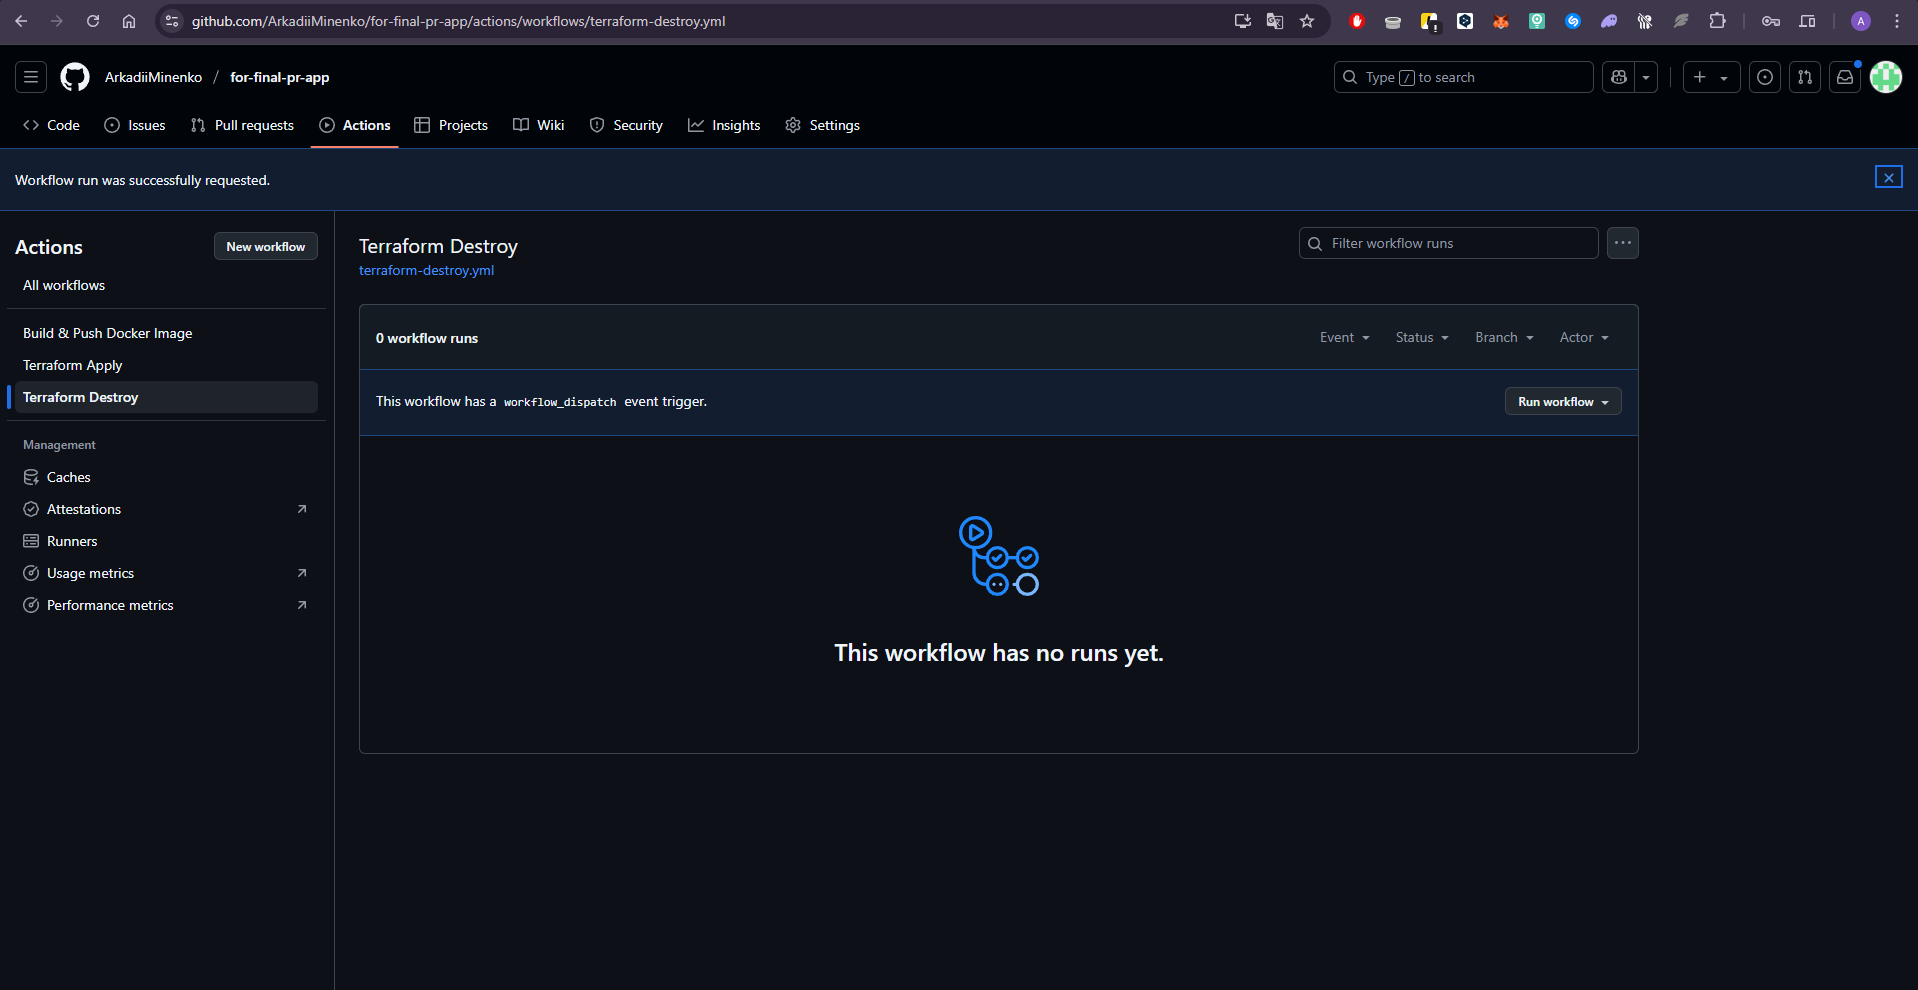 github.com/ArkadiiMinenko/for-final-pr-app/actions/workflows/terraform-destroy.yml
A
ArkadiiMinenko / for-final-pr-app
Type / to search
Code
Issues
Pull requests
Actions
Projects
Wiki
Security
Insights
Settings
Workflow run was successfully requested.
Actions
New workflow
All workflows
Build & Push Docker Image
Terraform Apply
Terraform Destroy
Management
Caches
Attestations
Runners
Usage metrics
Performance metrics
Terraform Destroy
terraform-destroy.yml
Filter workflow runs
0 workflow runs
Event
Status
Branch
Actor
This workflow has a workflow_dispatch event trigger.
Run workflow
This workflow has no runs yet.